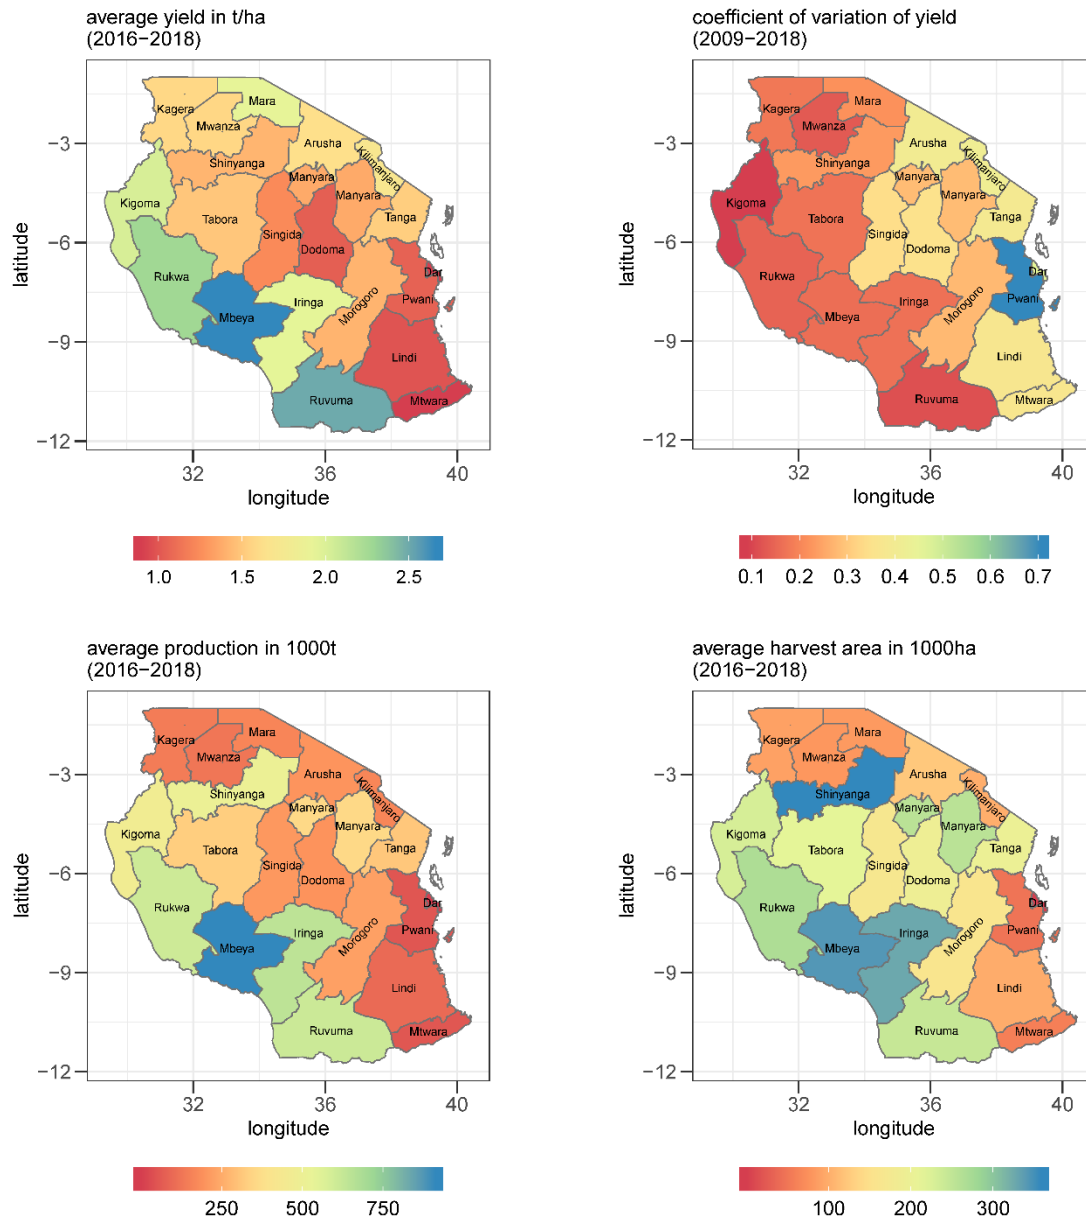 average yield in t/ha
(2016−2018)
Kagera
Mara
Mwanza
Arusha
Kilimanjaro
Shinyanga
Manyara
Manyara
Kigoma
Tabora
Tanga
Singida
Dodoma
Rukwa
Dar
Iringa
Pwani
Mbeya
Morogoro
Lindi
Ruvuma
Mtwara
−3
−6
−9
−12
latitude
32
36
40
longitude
1.0
1.5
2.0
2.5
coefficient of variation of yield
(2009−2018)
Kagera
Mara
Mwanza
Arusha
Kilimanjaro
Shinyanga
Manyara
Manyara
Kigoma
Tabora
Tanga
Singida
Dodoma
Rukwa
Dar
Iringa
Pwani
Mbeya
Morogoro
Lindi
Ruvuma
Mtwara
−3
−6
−9
−12
latitude
32
36
40
longitude
0.1
0.2
0.3
0.4
0.5
0.6
0.7
average production in 1000t
(2016−2018)
Kagera
Mara
Mwanza
Arusha
Kilimanjaro
Shinyanga
Manyara
Manyara
Kigoma
Tabora
Tanga
Singida
Dodoma
Rukwa
Dar
Iringa
Pwani
Mbeya
Morogoro
Lindi
Ruvuma
Mtwara
−3
−6
−9
−12
latitude
32
36
40
longitude
250
500
750
average harvest area in 1000ha
(2016−2018)
Kagera
Mara
Mwanza
Arusha
Kilimanjaro
Shinyanga
Manyara
Manyara
Kigoma
Tabora
Tanga
Singida
Dodoma
Rukwa
Dar
Iringa
Pwani
Mbeya
Morogoro
Lindi
Ruvuma
Mtwara
−3
−6
−9
−12
latitude
32
36
40
longitude
100
200
300